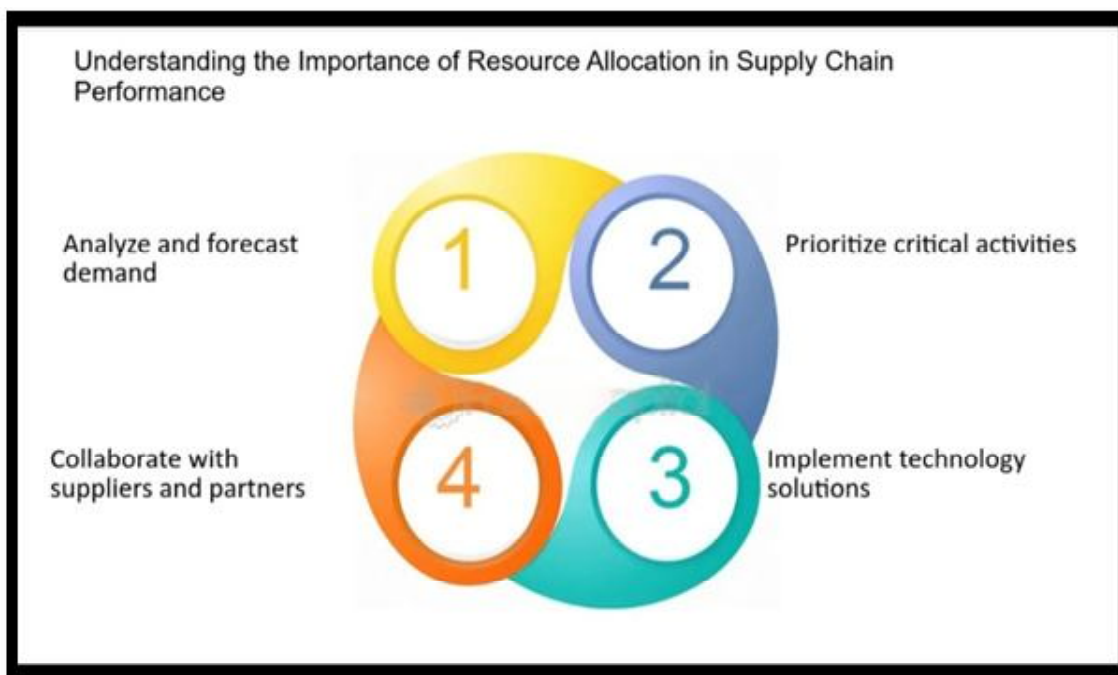 Understanding the Importance of Resource Allocation in Supply Chain
Performance
Analyze and forecast
demand
1
2
Prioritize critical activities
Collaborate with
suppliers and partners
4
3
Implement technology
solutions